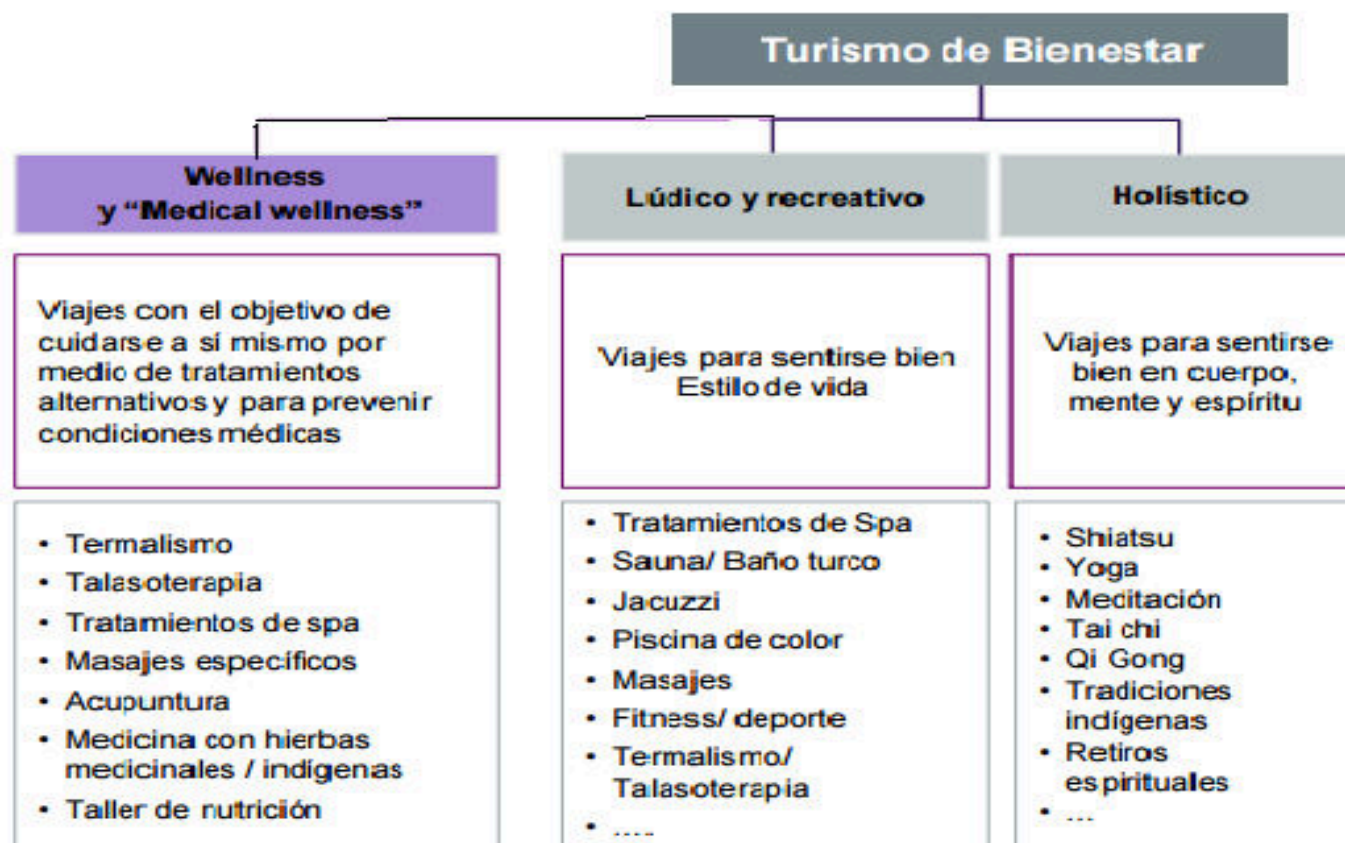 Turismo de Bienestar
Wellness
y “Medical wellness”
Viajes con el objetivo de
cuidarse a sí mismo por
medio de tratamientos
alternativos y para prevenir
condiciones médicas
• Termalismo
• Talasoterapia
• Tratamientos de spa
• Masajes específicos
• Acupuntura
• Medicina con hierbas
medicinales / indígenas
• Taller de nutrición
Lúdico y recreativo
Viajes para sentirse bien
Estilo de vida
• Tratamientos de Spa
• Sauna/ Baño turco
• Jacuzzi
• Piscina de color
• Masajes
• Fitness/ deporte
• Termalismo/
Talasoterapia
• ....
Holístico
Viajes para sentirse
bien en cuerpo,
mente y espíritu
• Shiatsu
• Yoga
• Meditación
• Tai chi
• Qi Gong
• Tradiciones
indígenas
• Retiros
espirituales
• ...